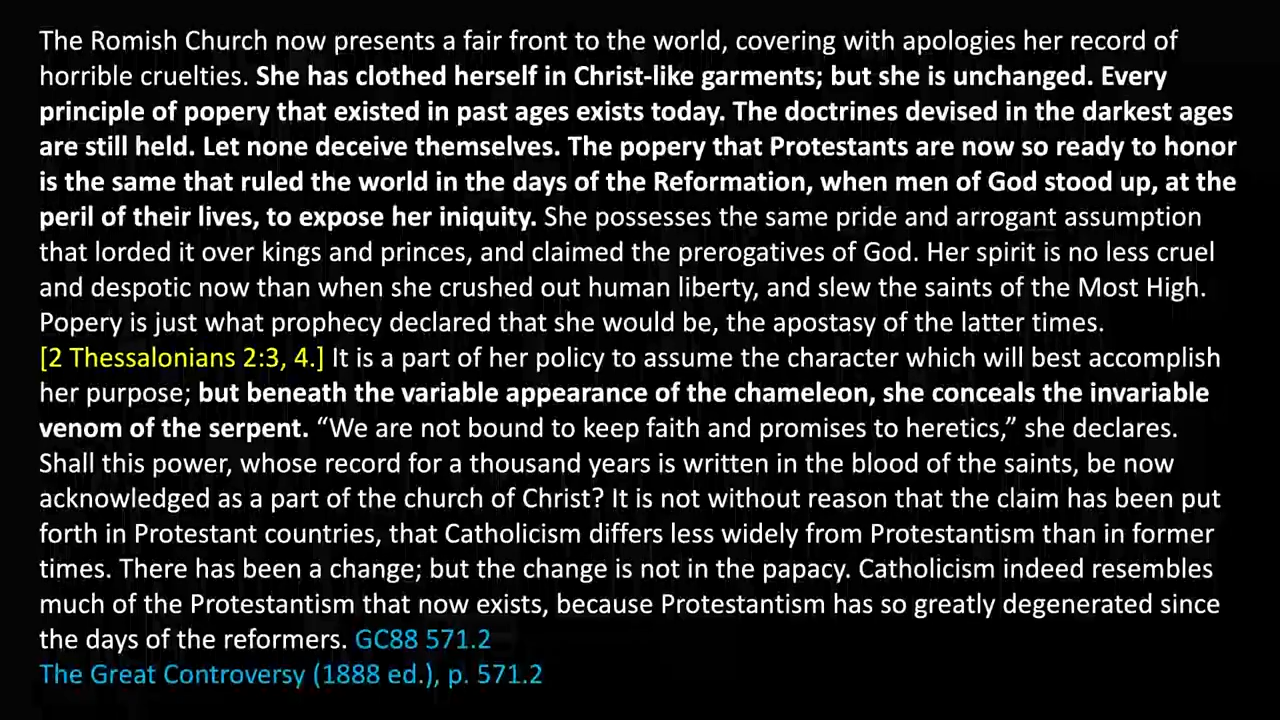 The Romish Church now presents a fair front to the world, covering with apologies her record of
horrible cruelties. She has clothed herself in Christ-like garments; but she is unchanged. Every
principle of popery that existed in past ages exists today. The doctrines devised in the darkest ages
are still held. Let none deceive themselves. The popery that Protestants are now so ready to honor
is the same that ruled the world in the days of the Reformation, when men of God stood up, at the
peril of their lives, to expose her iniquity. She possesses the same pride and arrogant assumption
that lorded it over kings and princes, and claimed the prerogatives of God. Her spirit is no less cruel
and despotic now than when she crushed out human liberty, and slew the saints of the Most High.
Popery is just what prophecy declared that she would be, the apostasy of the latter times.
[2 Thessalonians 2:3, 4.] It is a part of her policy to assume the character which will best accomplish
her purpose; but beneath the variable appearance of the chameleon, she conceals the invariable
venom of the serpent. “We are not bound to keep faith and promises to heretics,” she declares.
Shall this power, whose record for a thousand years is written in the blood of the saints, be now
acknowledged as a part of the church of Christ? It is not without reason that the claim has been put
forth in Protestant countries, that Catholicism differs less widely from Protestantism than in former
times. There has been a change; but the change is not in the papacy. Catholicism indeed resembles
much of the Protestantism that now exists, because Protestantism has so greatly degenerated since
the days of the reformers. GC88 571.2
The Great Controversy (1888 ed.), p. 571.2